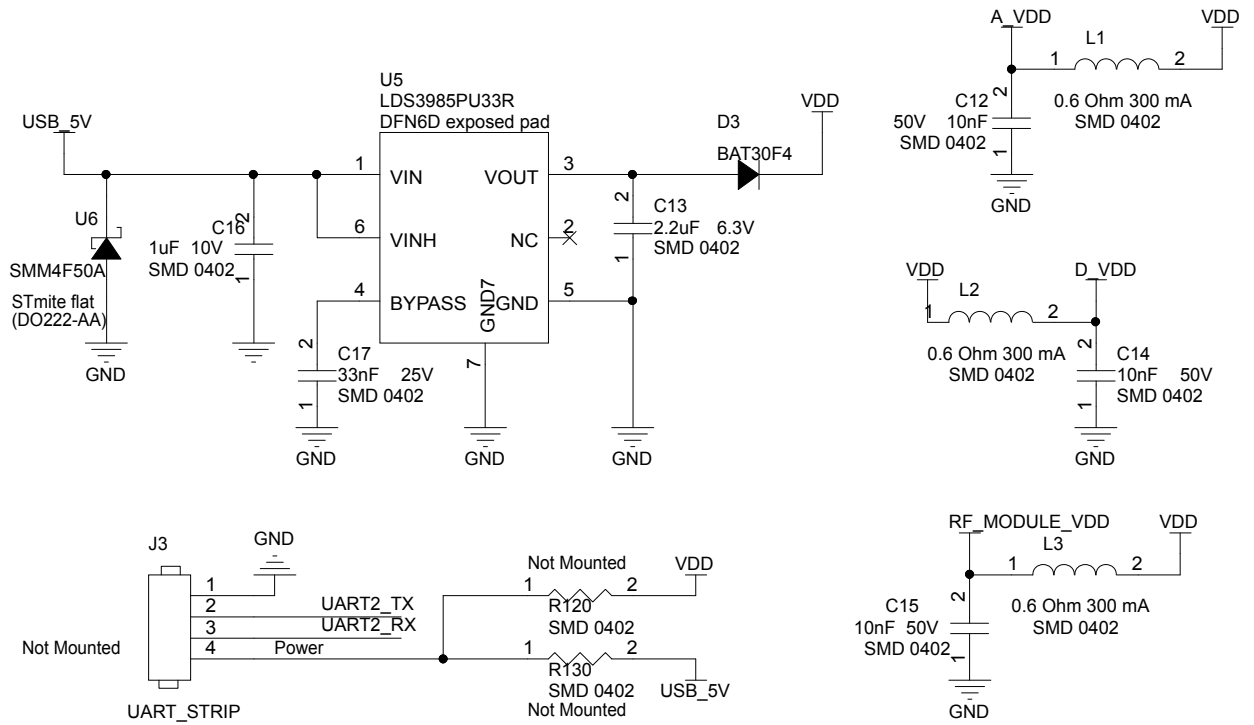 U5
LDS3985PU33R
DFN6D exposed pad
USB_5V
1
VIN
VOUT
3
6
VINH
NC
2
4
BYPASS
GND7
GND
5
7
U6
SMM4F50A
STmite flat
(DO222-AA)
GND
C16
1uF 10V
SMD 0402
2
1
2
C17
33nF 25V
SMD 0402
1
GND
GND
D3
BAT30F4
VDD
2
C13
2.2uF 6.3V
SMD 0402
1
GND
A_VDD
L1
VDD
1
2
0.6 Ohm 300 mA
SMD 0402
2
C12
50V 10nF
SMD 0402
1
GND
VDD
L2
D_VDD
1
2
0.6 Ohm 300 mA
SMD 0402
2
C14
10nF 50V
SMD 0402
1
GND
RF_MODULE_VDD
L3
VDD
1
2
0.6 Ohm 300 mA
SMD 0402
2
C15
10nF 50V
SMD 0402
1
GND
J3
GND
1
2
UART2_TX
3
UART2_RX
4
Power
Not Mounted
UART_STRIP
Not Mounted
1
2
VDD
R120
SMD 0402
1
2
R130
SMD 0402
USB_5V
Not Mounted